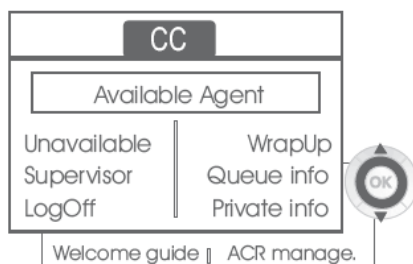 CC
Available Agent
Unavailable WrapUp
Supervisor Queue info
LogOff Private info
OK
Welcome guide ACR manage.